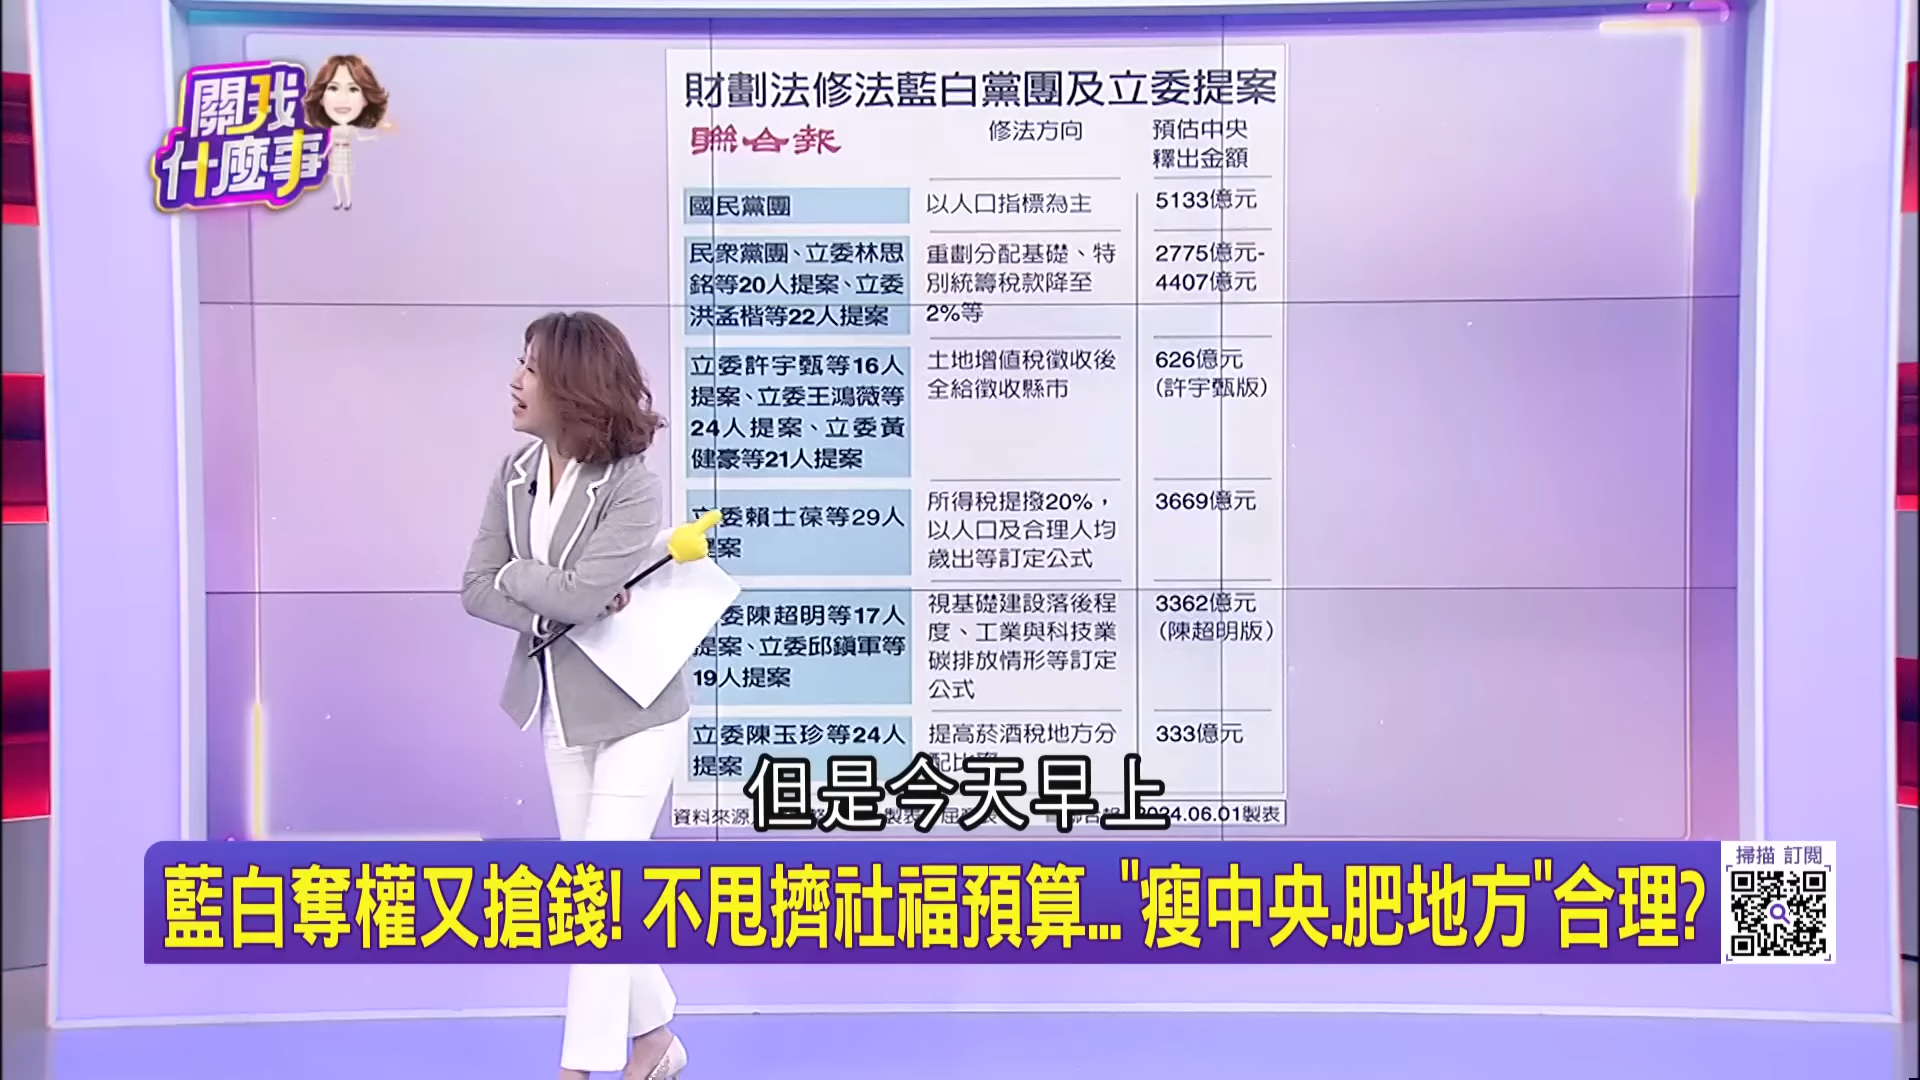 關我
什麼事
財劃法修法藍白黨團及立委提案
聯合報
修法方向
預估中央
釋出金額
國民黨團
以人口指標為主
5133億元
民眾黨團、立委林思
銘等20人提案、立委
洪孟楷等22人提案
重劃分配基礎、特
別統籌稅款降至
2%等
2775億元-
4407億元
立委許宇甄等16人
提案、立委王鴻薇等
24人提案、立委黃
健豪等21人提案
土地增值稅徵收後
全給徵收縣市
626億元
(許宇甄版)
立委賴士葆等29人
提案
所得稅提撥20%，
以人口及合理人均
歲出等訂定公式
3669億元
委陳超明等17人
提案、立委邱鎮軍等
19人提案
視基礎建設落後程
度、工業與科技業
碳排放情形等訂定
公式
3362億元
(陳超明版)
立委陳玉珍等24人
提案
提高菸酒稅地方分
配比率
333億元
資料來源
製表
2024.06.01製表
但是今天早上
藍白奪權又搶錢! 不甩擠社福預算..."瘦中央.肥地方"合理?
掃描 訂閱